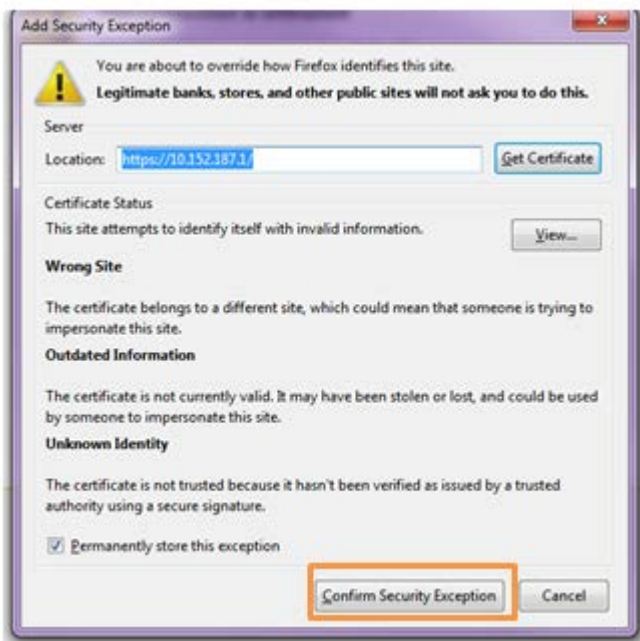 Add Security Exception
You are about to override how Firefox identifies this site.
Legitimate banks, stores, and other public sites will not ask you to do this.
Server
Location: https://10.152.187.1/ Get Certificate
Certificate Status
This site attempts to identify itself with invalid information. View...
Wrong Site
The certificate belongs to a different site, which could mean that someone is trying to
impersonate this site.
Outdated Information
The certificate is not currently valid. It may have been stolen or lost, and could be used
by someone to impersonate this site.
Unknown Identity
The certificate is not trusted because it hasn't been verified as issued by a trusted
authority using a secure signature.
Permanently store this exception
Confirm Security Exception Cancel